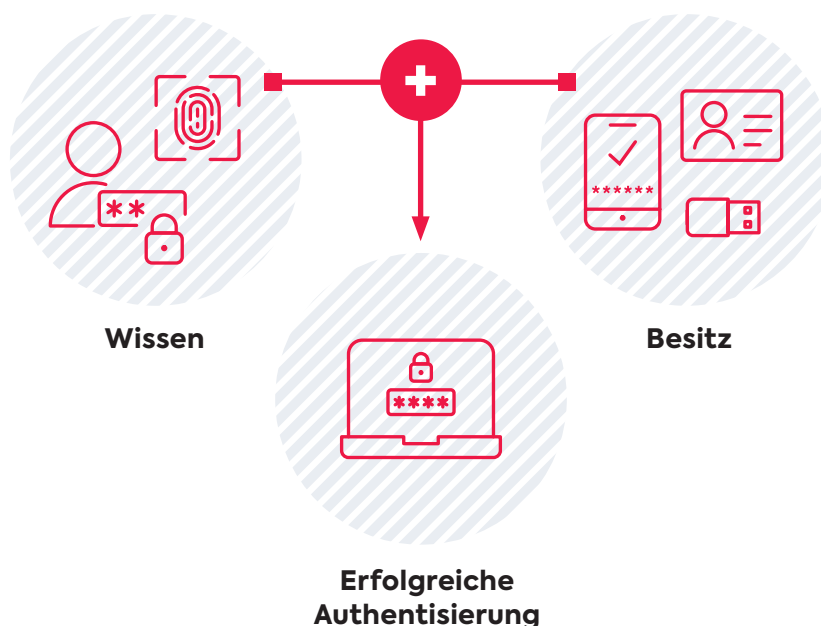 **
******
Wissen
Besitz
****
Erfolgreiche
Authentisierung